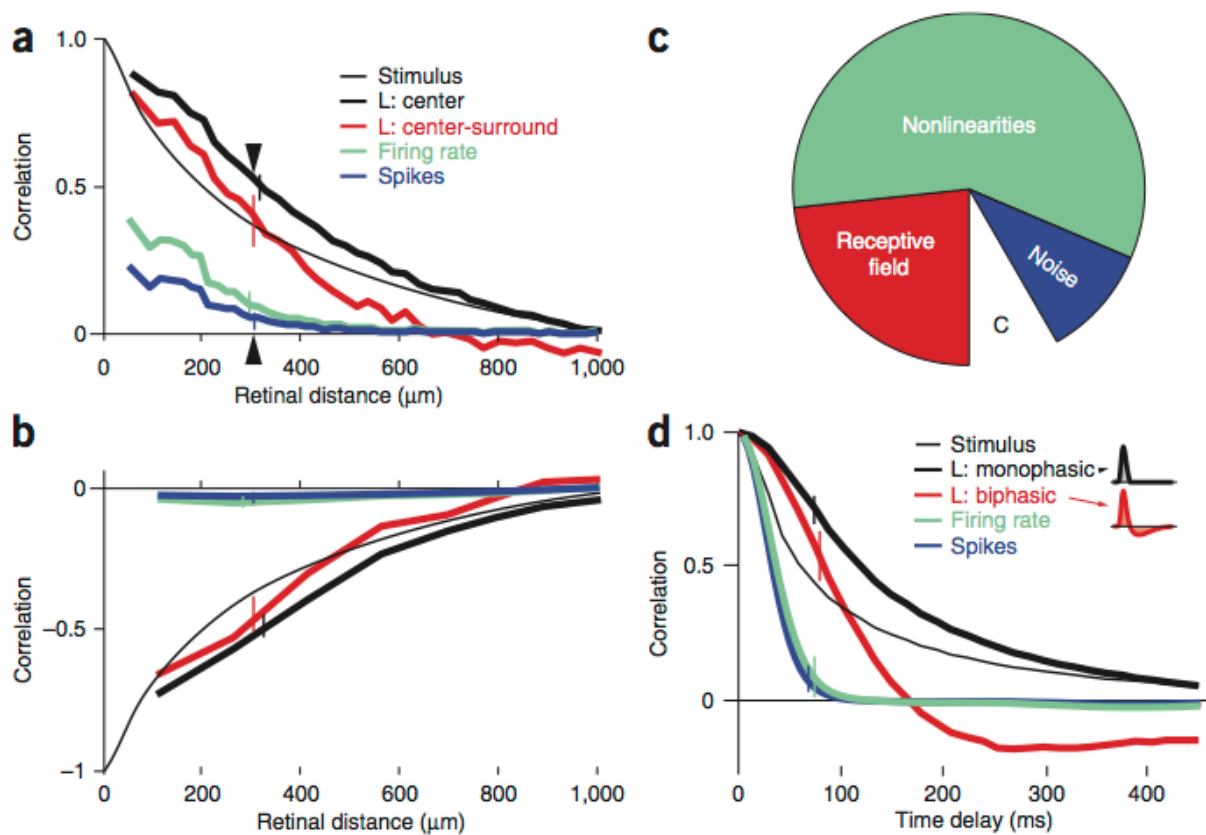 a
1.0
0.5
0
Correlation
Stimulus
L: center
L: center-surround
Firing rate
Spikes
0 200 400 600 800 1,000
Retinal distance (μm)
c
Nonlinearities
Receptive
field
Noise
C
b
0
−0.5
−1
Correlation
0 200 400 600 800 1,000
Retinal distance (μm)
d
1.0
0.5
0
Correlation
Stimulus
L: monophasic
L: biphasic
Firing rate
Spikes
0 100 200 300 400
Time delay (ms)